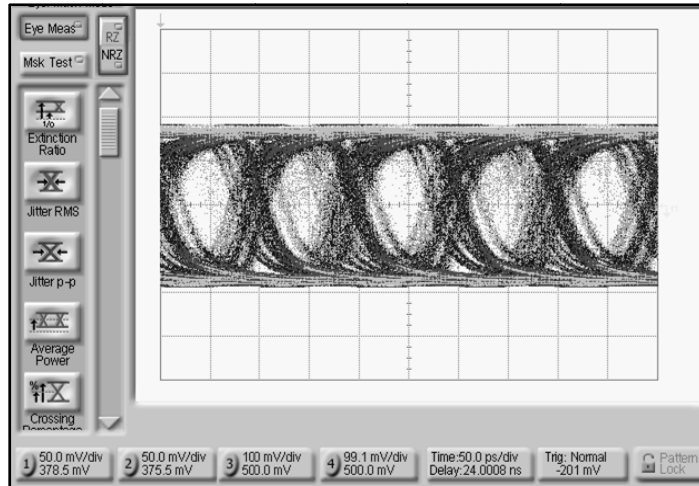 Eye Meas
RZ
NRZ
Msk Test
Extinction
Ratio
Jitter RMS
Jitter p-p
Average
Power
Crossing
Percentage
1 50.0 mV/div
378.5 mV
2 50.0 mV/div
375.5 mV
3 100 mV/div
500.0 mV
4 99.1 mV/div
500.0 mV
Time:50.0 ps/div
Delay:24.0008 ns
Trig: Normal
-201 mV
Pattern
Lock